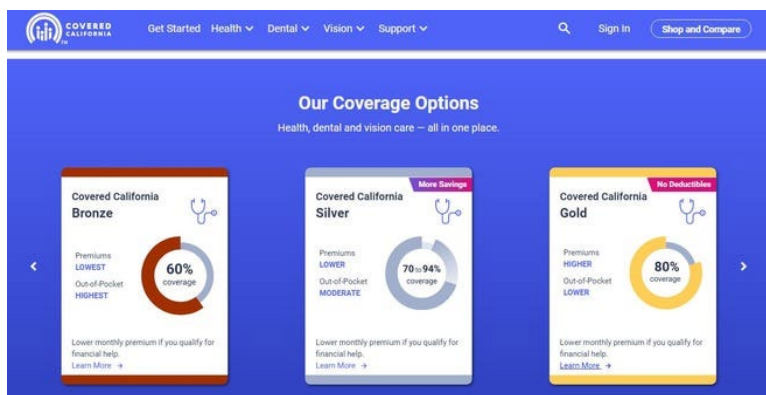 COVERED
CALIFORNIA
TM
Get Started Health Dental Vision Support Sign In Shop and Compare
Our Coverage Options
Health, dental and vision care — all in one place.
Covered California
Bronze
Premiums
LOWEST
Out-of-Pocket
HIGHEST
60%
coverage
Lower monthly premium if you qualify for
financial help.
Learn More →
More Savings
Covered California
Silver
Premiums
LOWER
Out-of-Pocket
MODERATE
70 to 94%
coverage
Lower monthly premium if you qualify for
financial help.
Learn More →
No Deductibles
Covered California
Gold
Premiums
HIGHER
Out-of-Pocket
LOWER
80%
coverage
Lower monthly premium if you qualify for
financial help.
Learn More →